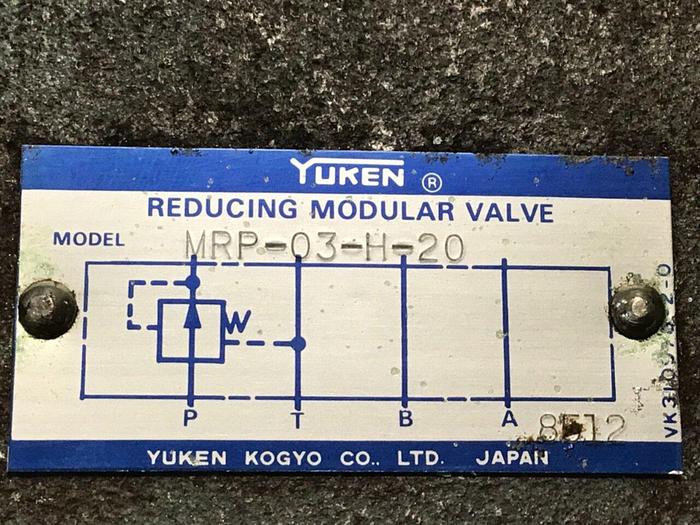 YUKEN ®
REDUCING MODULAR VALVE
MODEL MRP-03-H-20
P T B A
YUKEN KOGYO CO., LTD. JAPAN